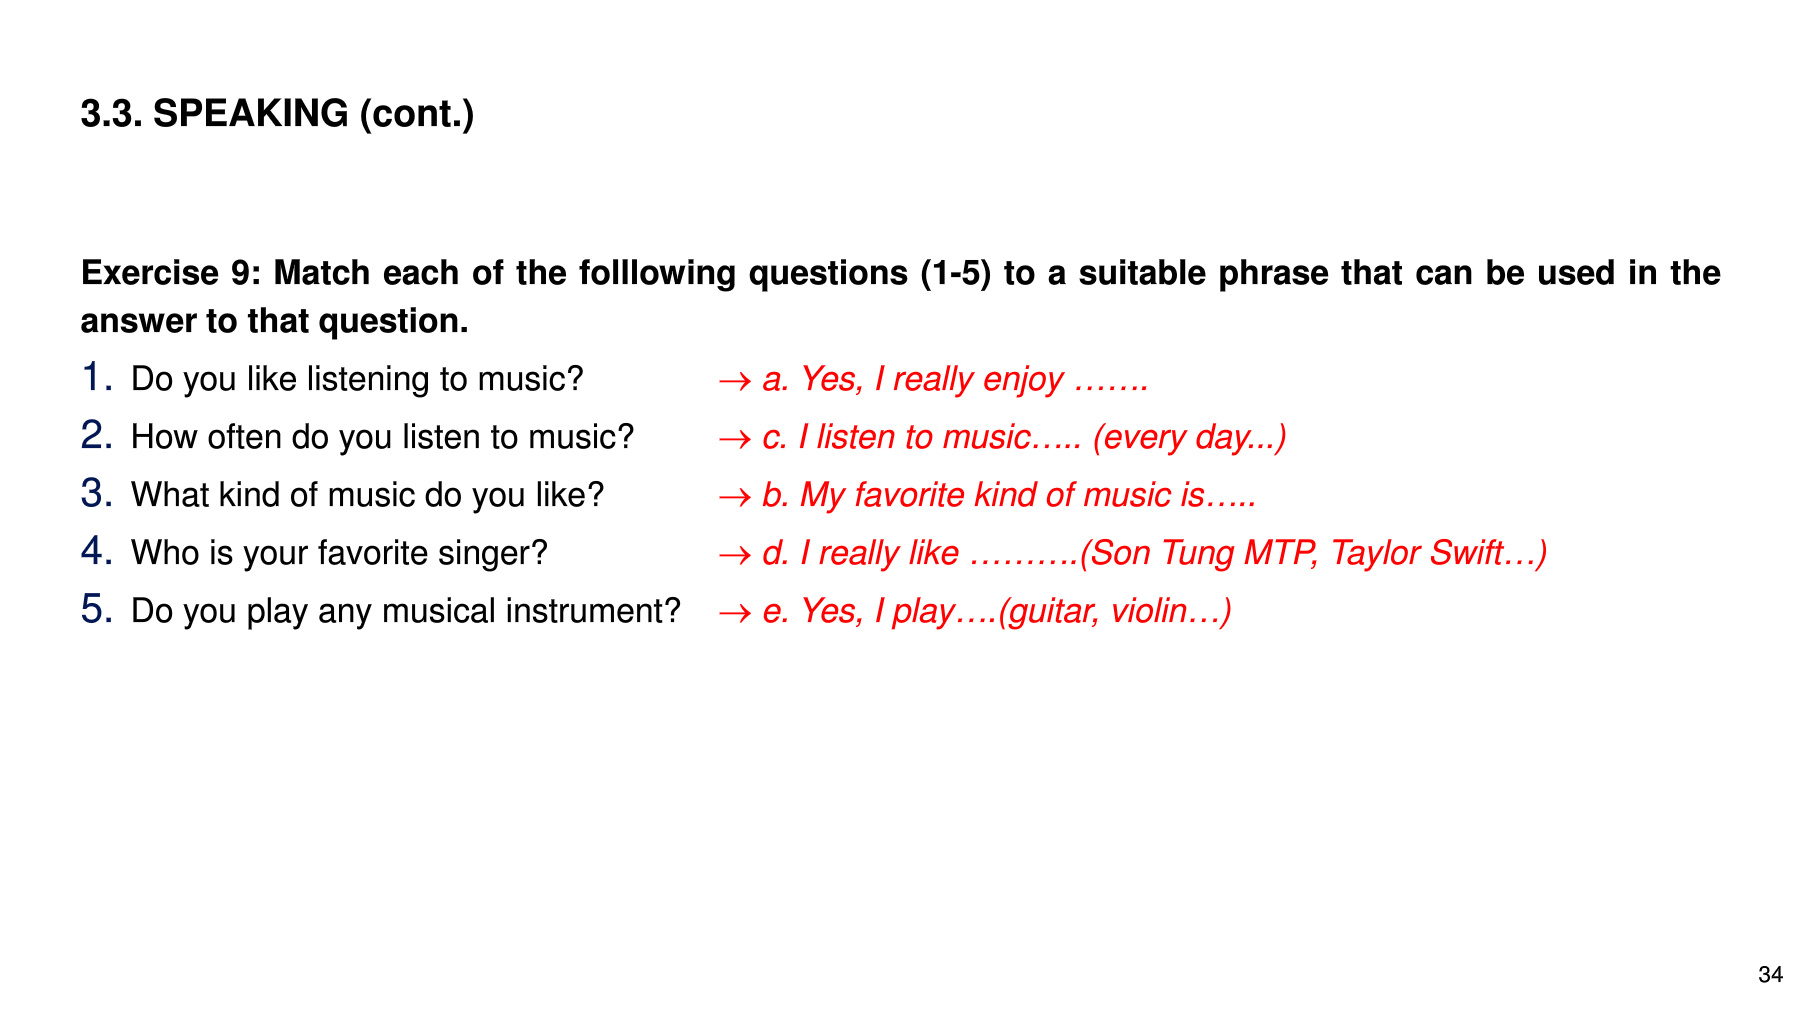 3.3. SPEAKING (cont.)
Exercise 9: Match each of the folllowing questions (1-5) to a suitable phrase that can be used in the
answer to that question.
1. Do you like listening to music? → a. Yes, I really enjoy …….
2. How often do you listen to music? → c. I listen to music….. (every day...)
3. What kind of music do you like? → b. My favorite kind of music is…..
4. Who is your favorite singer? → d. I really like ……….(Son Tung MTP, Taylor Swift…)
5. Do you play any musical instrument? → e. Yes, I play….(guitar, violin…)
34